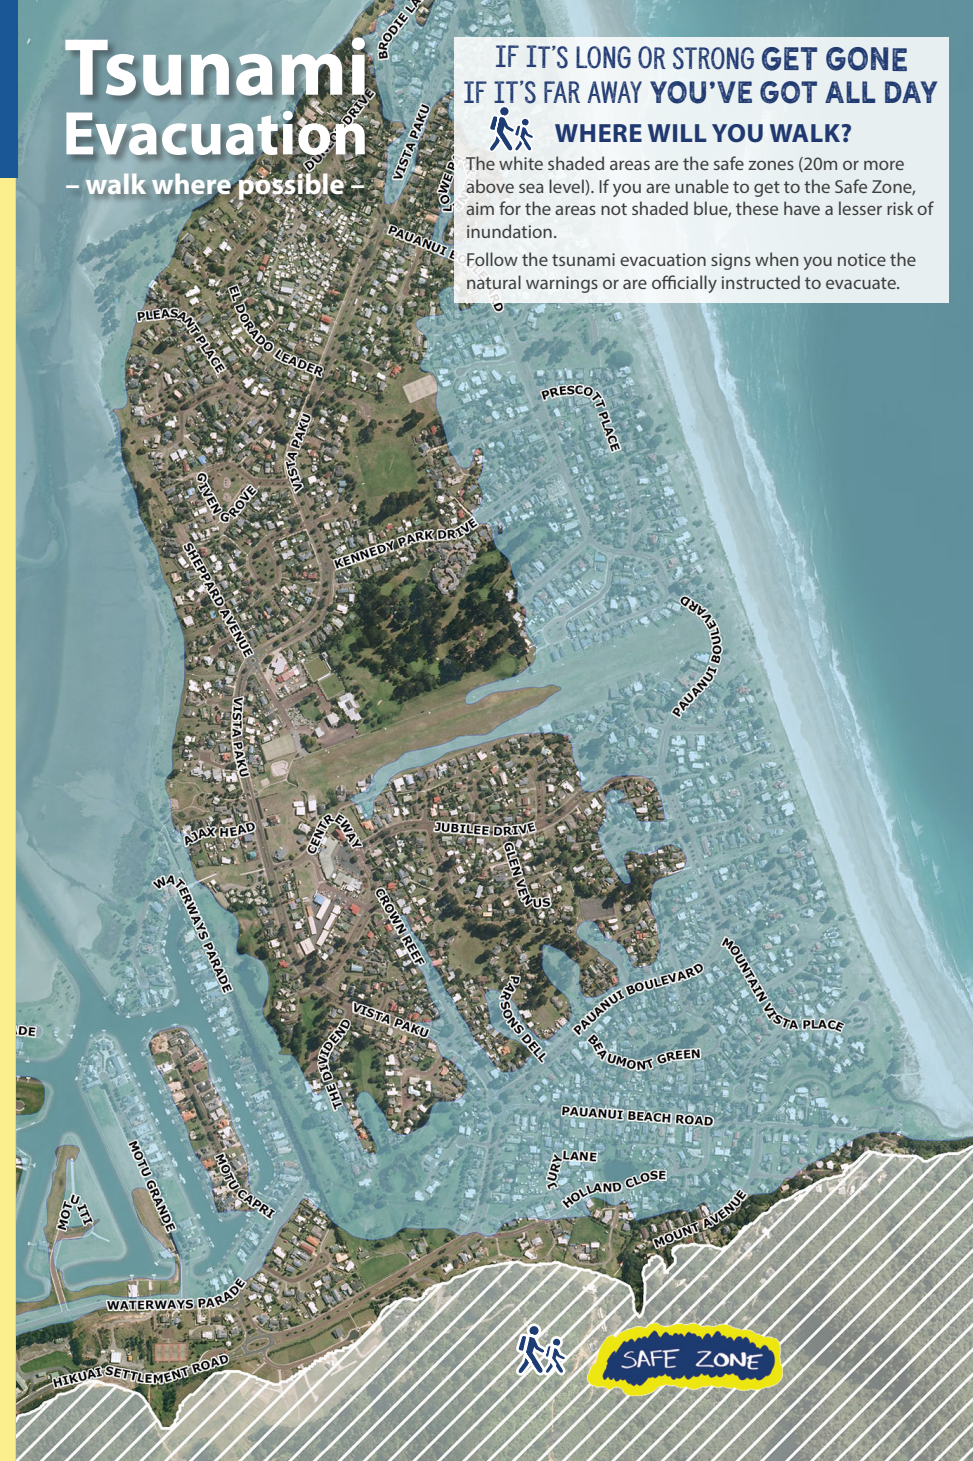 Tsunami
Evacuation
– walk where possible –
IF IT'S LONG OR STRONG GET GONE
IF IT'S FAR AWAY YOU'VE GOT ALL DAY
WHERE WILL YOU WALK?
The white shaded areas are the safe zones (20m or more
above sea level). If you are unable to get to the Safe Zone,
aim for the areas not shaded blue, these have a lesser risk of
inundation.
Follow the tsunami evacuation signs when you notice the
natural warnings or are officially instructed to evacuate.
BRODIE LA
DRIVE
VISTA PAKU
LOWER
PAUANUI
PLEASANT PLACE
EL DORADO LEADER
PRESCOTT PLACE
VISTA PAKU
GIVEN GROVE
KENNEDY PARK DRIVE
SHEPPARD AVENUE
PAUANUI BOULEVARD
VISTA PAKU
AJAX HEAD
CENTREWAY
JUBILEE DRIVE
GLEN VENUS
WATERWAYS PARADE
CROWN REEF
MOUNTAIN VISTA PLACE
PAUANUI BOULEVARD
PARSONS DELL
VISTA PAKU
ADE
BEAUMONT GREEN
THE DIVIDEND
PAUANUI BEACH ROAD
JURY LANE
HOLLAND CLOSE
MOTU GRANDE
MOTU CAPRI
MOTU ITI
MOUNT AVENUE
WATERWAYS PARADE
SAFE ZONE
HIKUAI SETTLEMENT ROAD